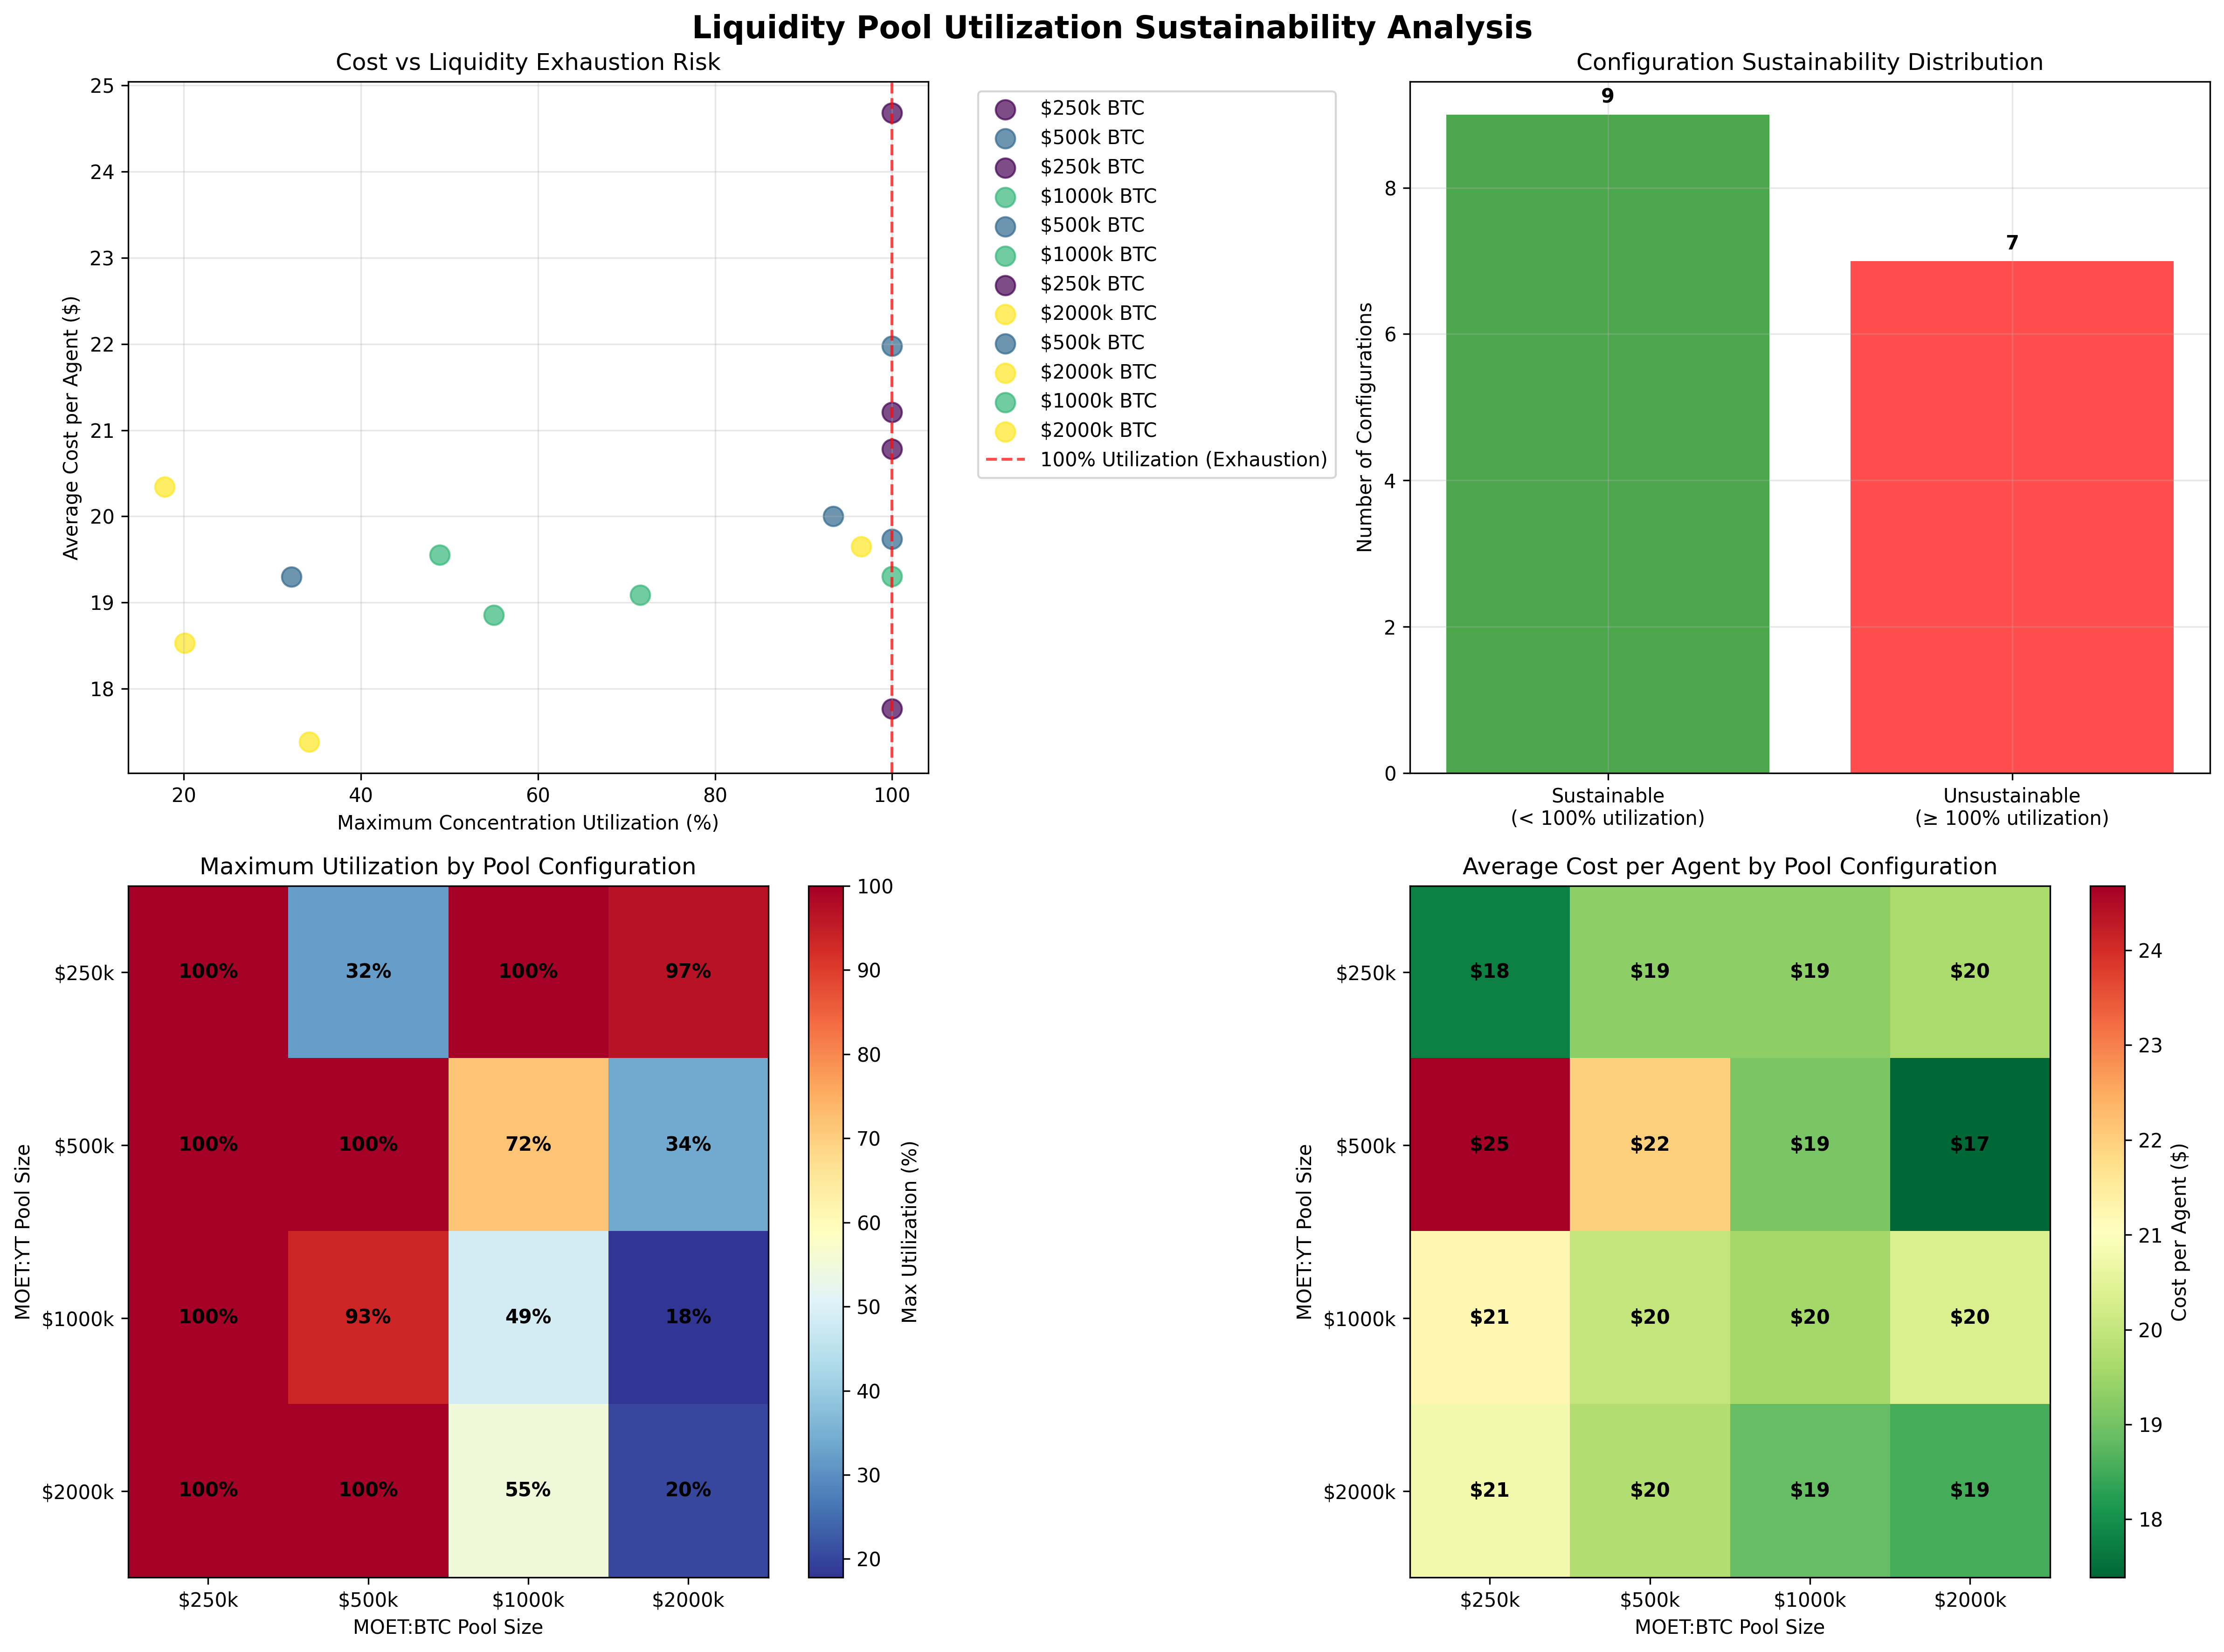 Liquidity Pool Utilization Sustainability Analysis
Cost vs Liquidity Exhaustion Risk
25
24
23
22
21
20
19
18
Average Cost per Agent ($)
20 40 60 80 100
Maximum Concentration Utilization (%)
$250k BTC
$500k BTC
$250k BTC
$1000k BTC
$500k BTC
$1000k BTC
$250k BTC
$2000k BTC
$500k BTC
$2000k BTC
$1000k BTC
$2000k BTC
100% Utilization (Exhaustion)
Configuration Sustainability Distribution
9
7
8
6
4
2
0
Number of Configurations
Sustainable
(< 100% utilization)
Unsustainable
(≥ 100% utilization)
Maximum Utilization by Pool Configuration
MOET:YT Pool Size
$250k 100% 32% 100% 97%
$500k 100% 100% 72% 34%
$1000k 100% 93% 49% 18%
$2000k 100% 100% 55% 20%
$250k $500k $1000k $2000k
MOET:BTC Pool Size
100
90
80
70
60
50
40
30
20
Max Utilization (%)
Average Cost per Agent by Pool Configuration
MOET:YT Pool Size
$250k $18 $19 $19 $20
$500k $25 $22 $19 $17
$1000k $21 $20 $20 $20
$2000k $21 $20 $19 $19
$250k $500k $1000k $2000k
MOET:BTC Pool Size
24
23
22
21
20
19
18
Cost per Agent ($)